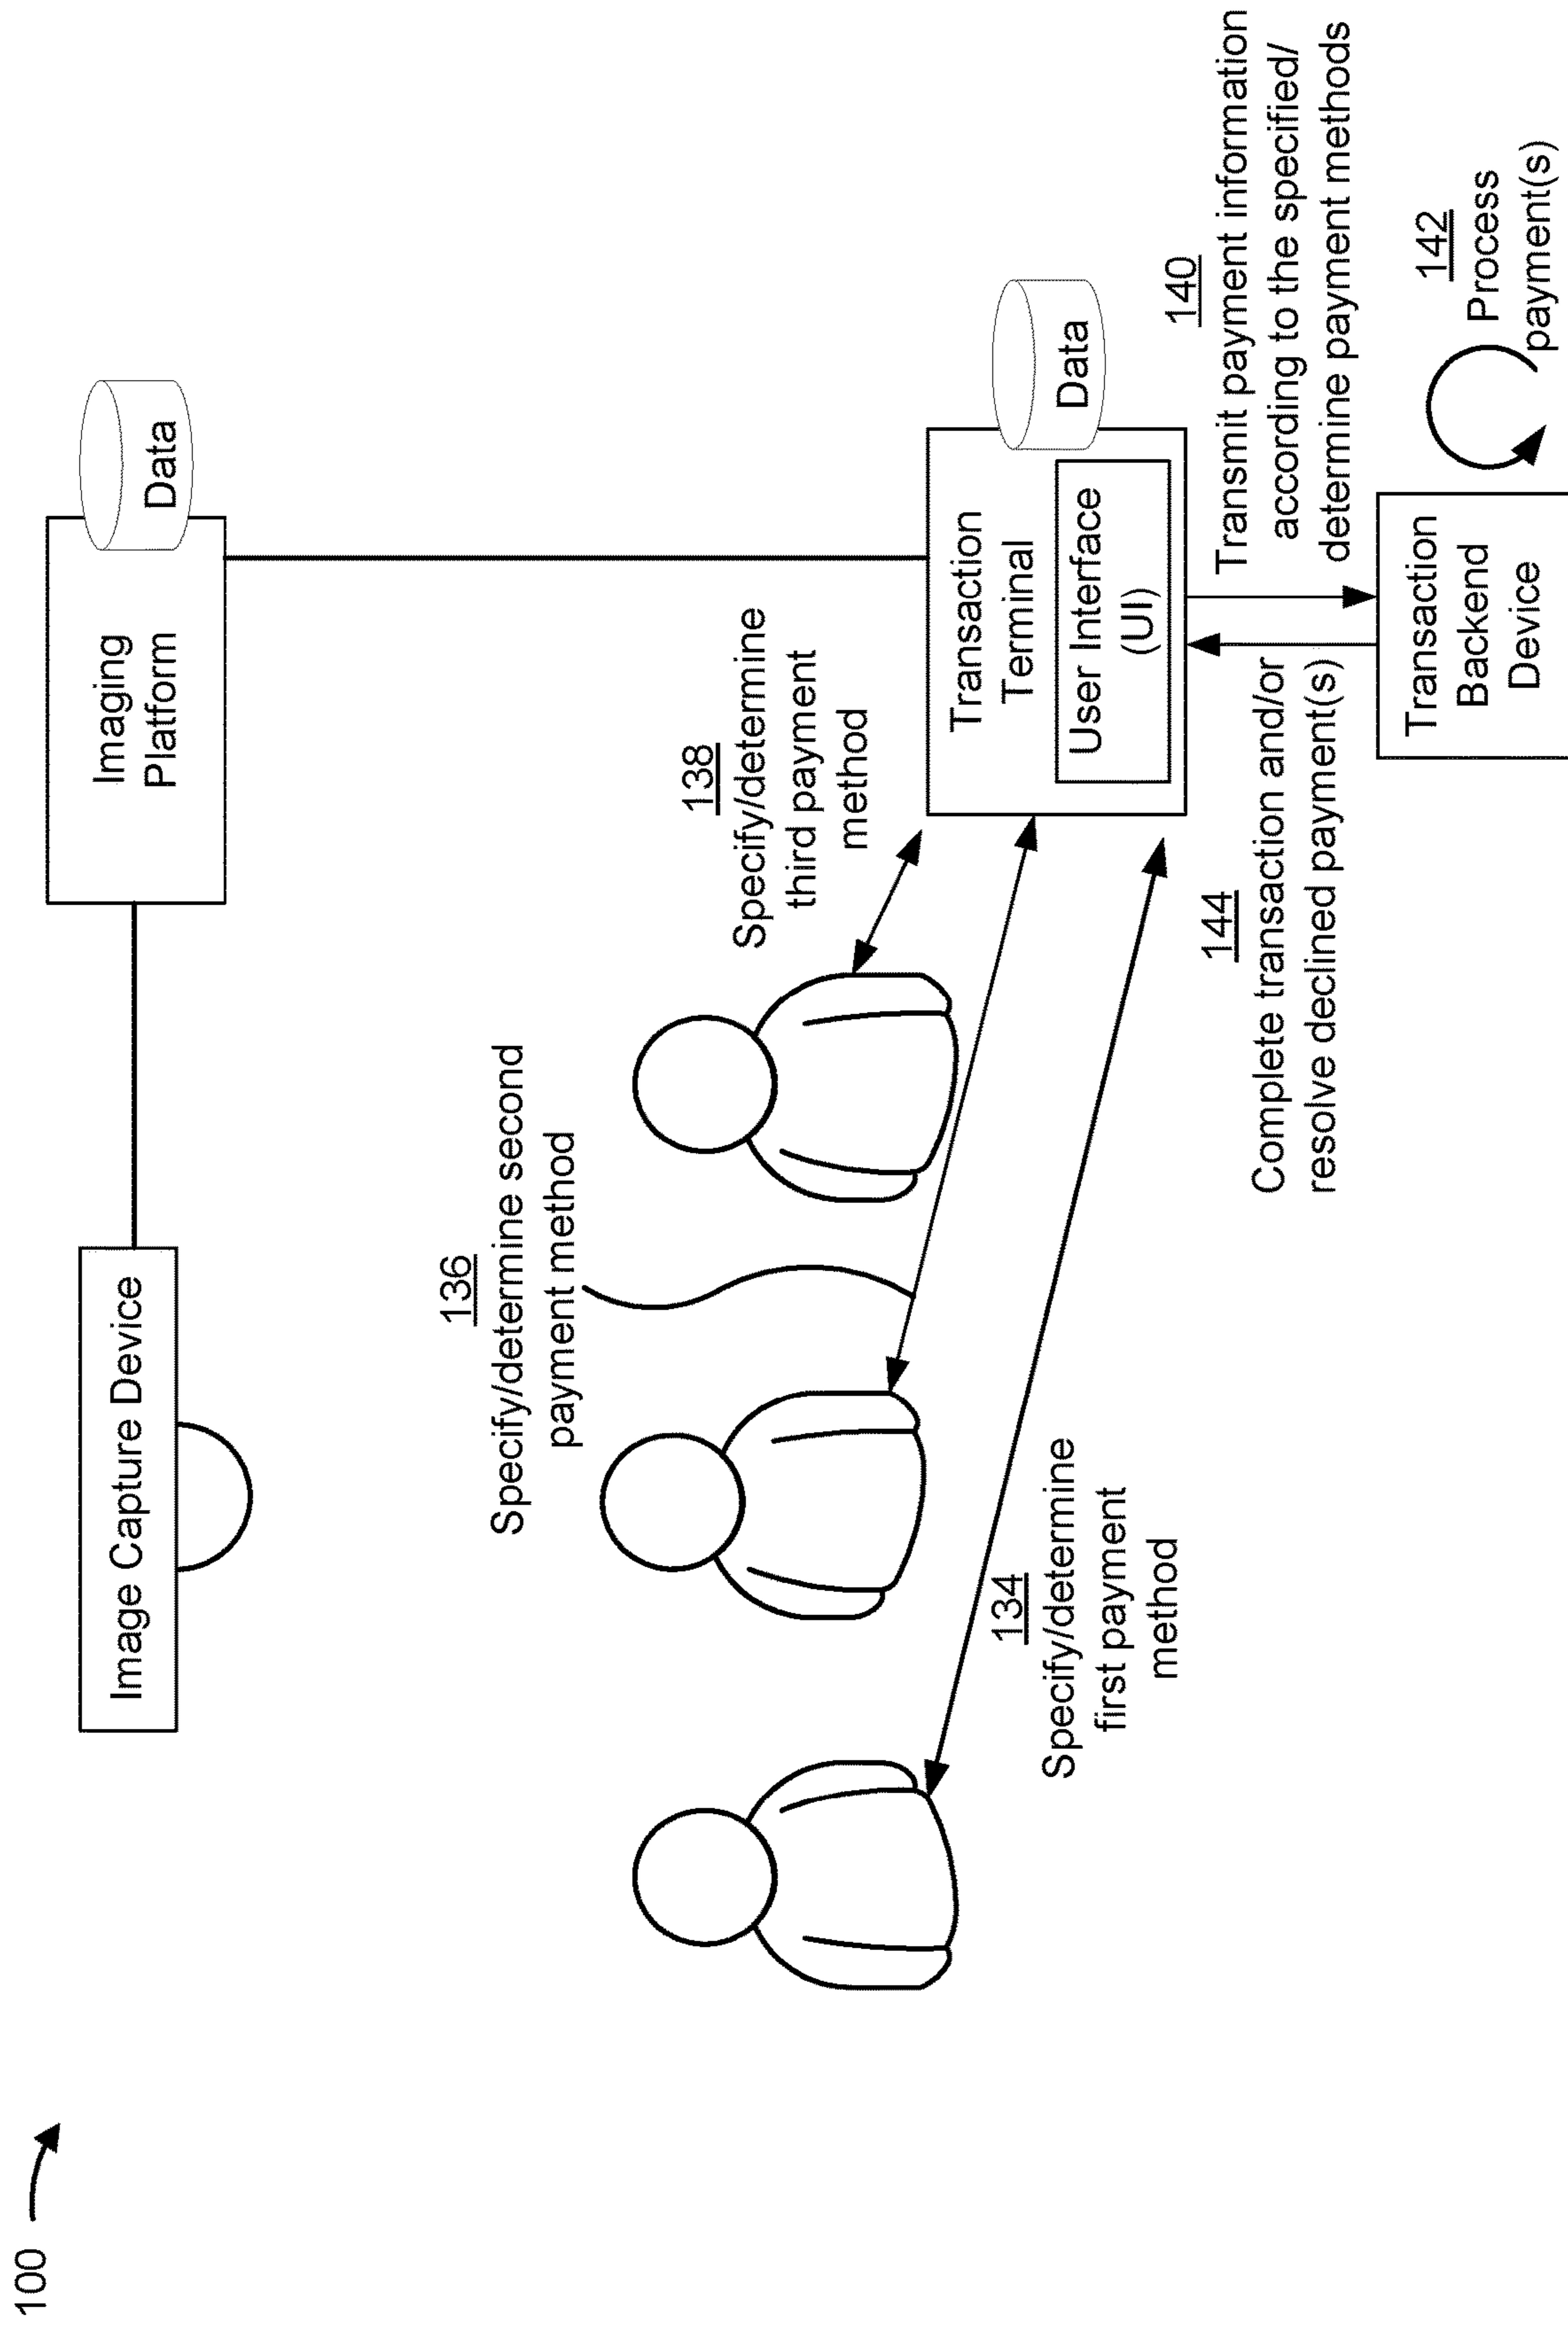 100
Image Capture Device
Imaging
Platform
Data
136
Specify/determine second
payment method
138
Specify/determine
third payment
method
134
Specify/determine
first payment
method
Transaction
Terminal
User Interface
(UI)
Data
140
Transmit payment information
according to the specified/
determine payment methods
144
Complete transaction and/or
resolve declined payment(s)
Transaction
Backend
Device
142
Process
payment(s)